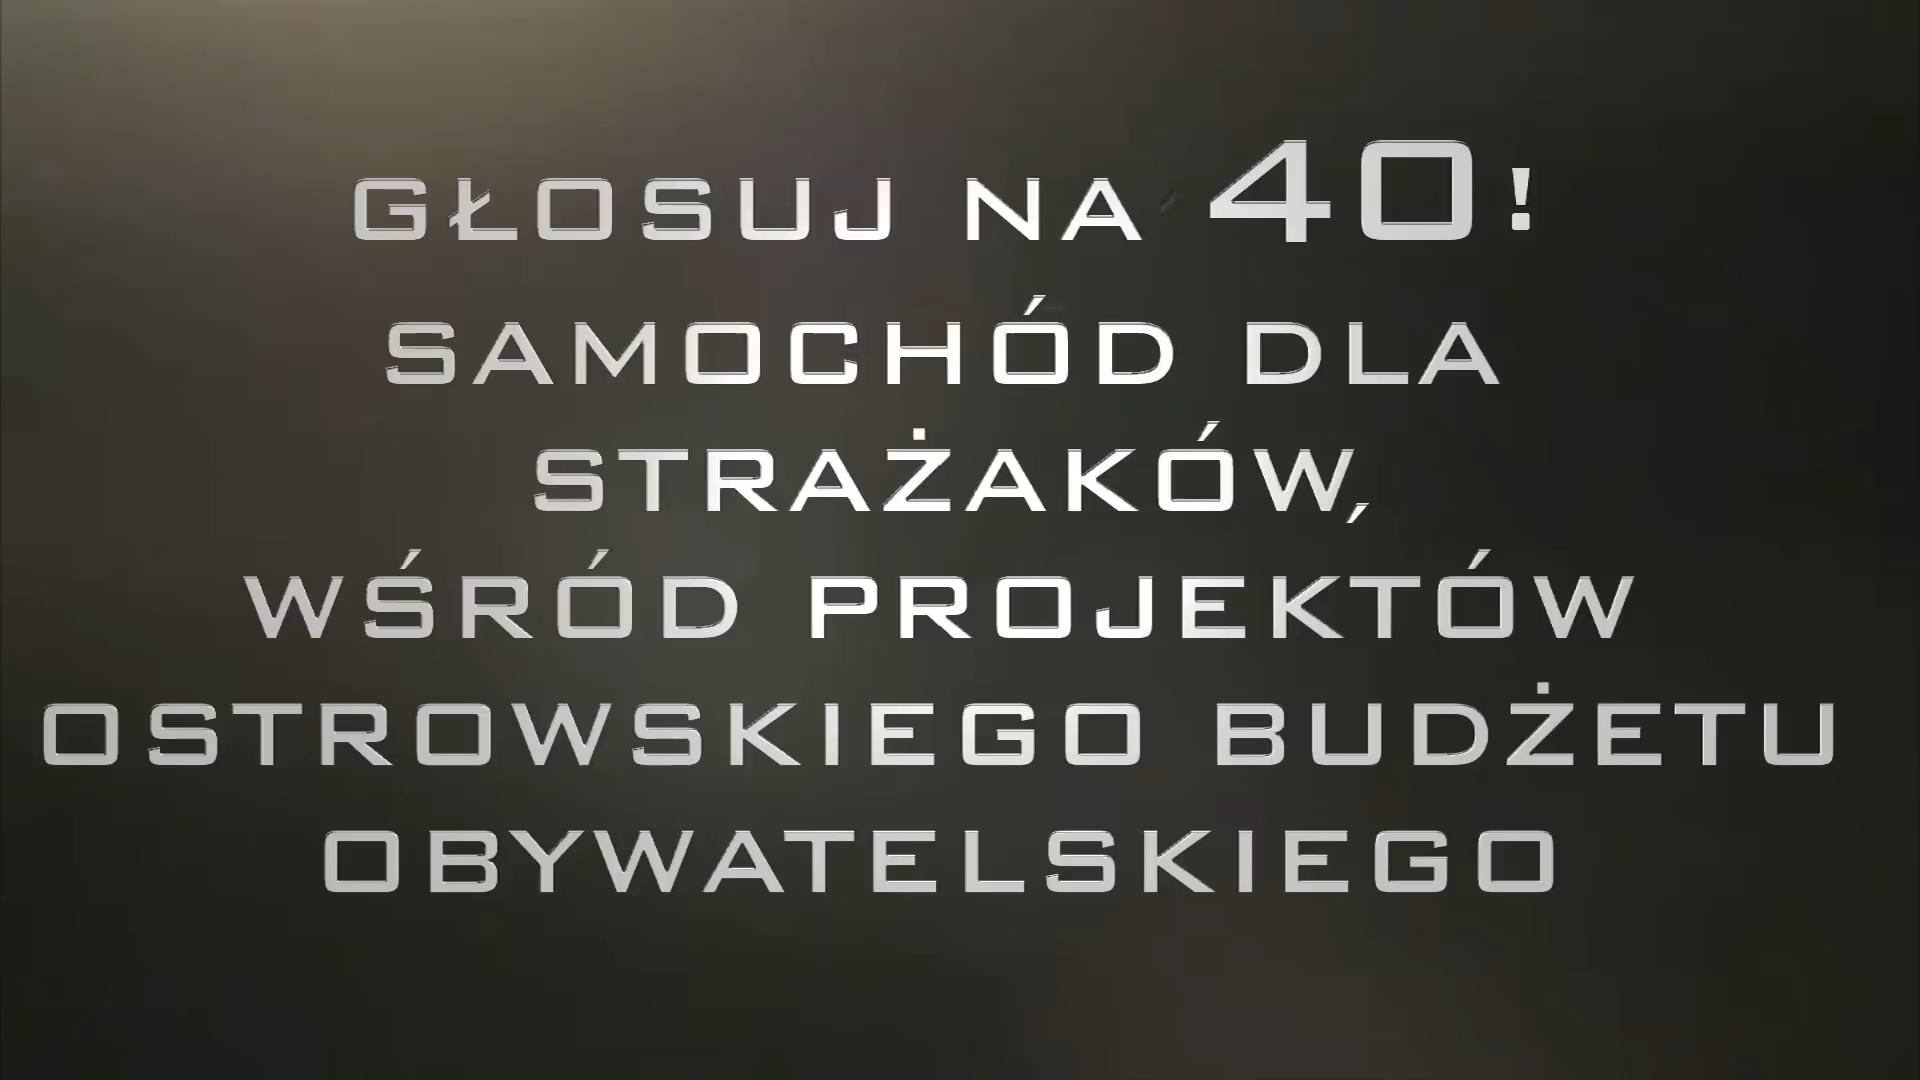 GŁOSUJ NA 40!
SAMOCHÓD DLA
STRAŻAKÓW,
WŚRÓD PROJEKTÓW
OSTROWSKIEGO BUDŻETU
OBYWATELSKIEGO